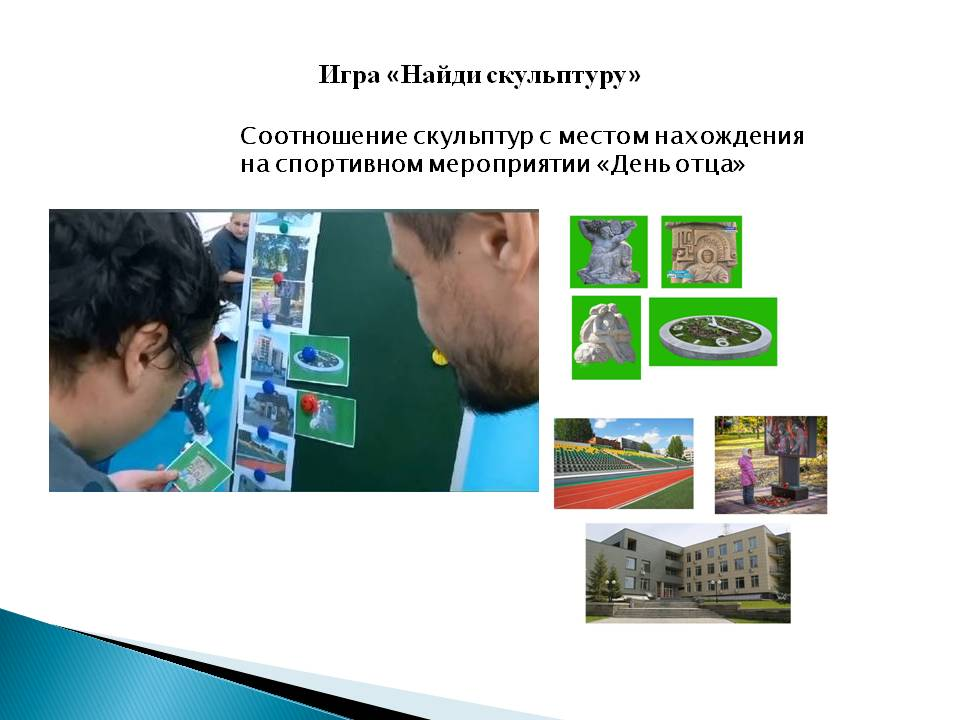 Игра «Найди скульптуру»
Соотношение скульптур с местом нахождения
на спортивном мероприятии «День отца»